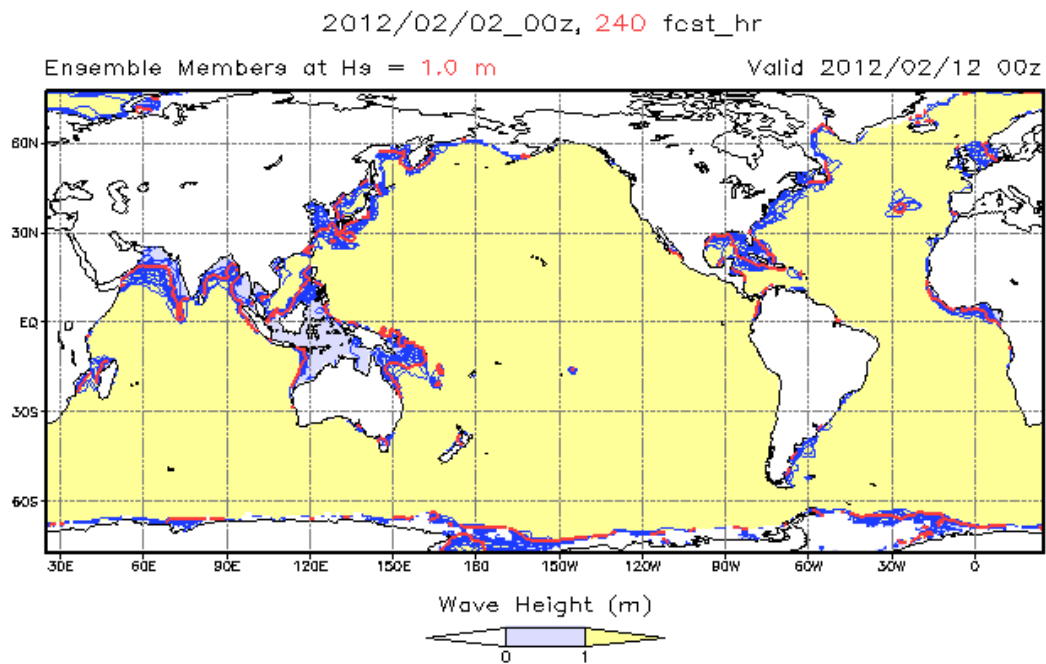 2012/02/02_00z, 240 fcst_hr
Ensemble Members at Hs = 1.0 m
Valid 2012/02/12 00z
60N
30N
EQ
30S
60S
30E 60E 90E 120E 150E 180 150W 120W 90W 60W 30W 0
Wave Height (m)
0 1